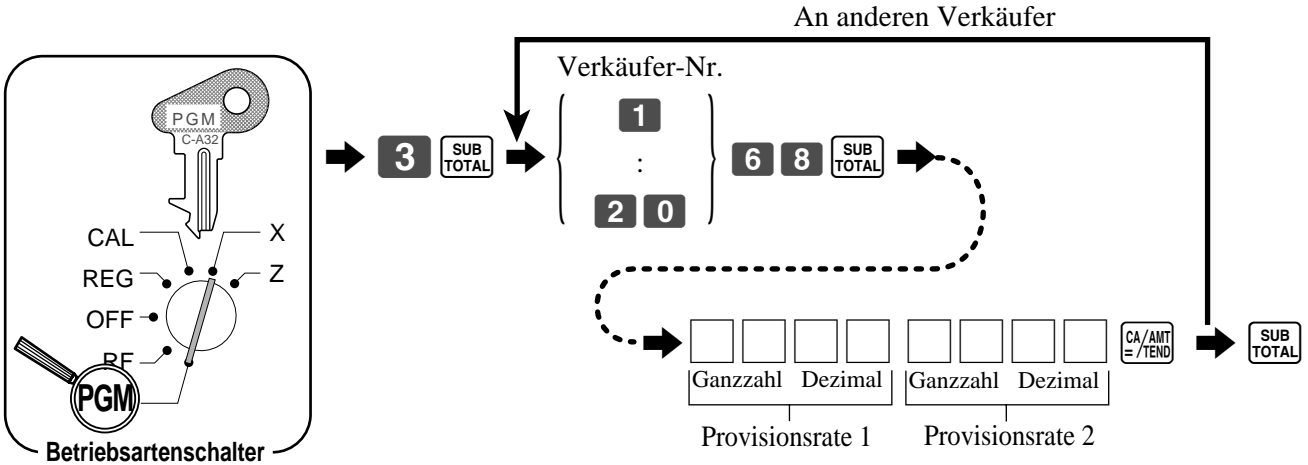 An anderen Verkäufer
Verkäufer-Nr.
PGM
C-A32
1
3 SUB TOTAL : 6 8 SUB TOTAL
2 0
CAL X
REG Z
OFF
RF
PGM
CA/AMT = /TEND SUB TOTAL
Ganzzahl Dezimal Ganzzahl Dezimal
Provisionsrate 1 Provisionsrate 2
Betriebsartenschalter